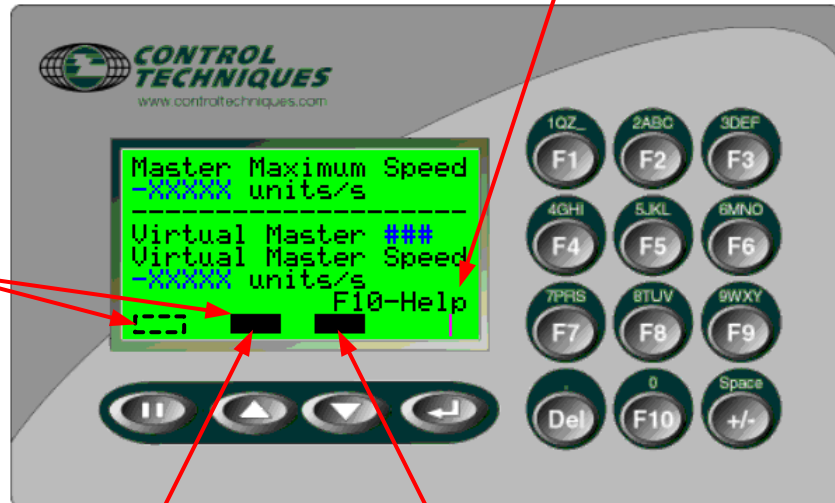 CONTROL
TECHNIQUES
www.controltechniques.com
Master Maximum Speed
-XXXXX units/s
---------------------
Virtual Master ###
Virtual Master Speed
-XXXXX units/s
F10-Help
1QZ_ 2ABC 3DEF
F1 F2 F3
4GHI 5JKL 6MNO
F4 F5 F6
7PRS 8TUV 9WXY
F7 F8 F9
. 0 Space
Del F10 +/-